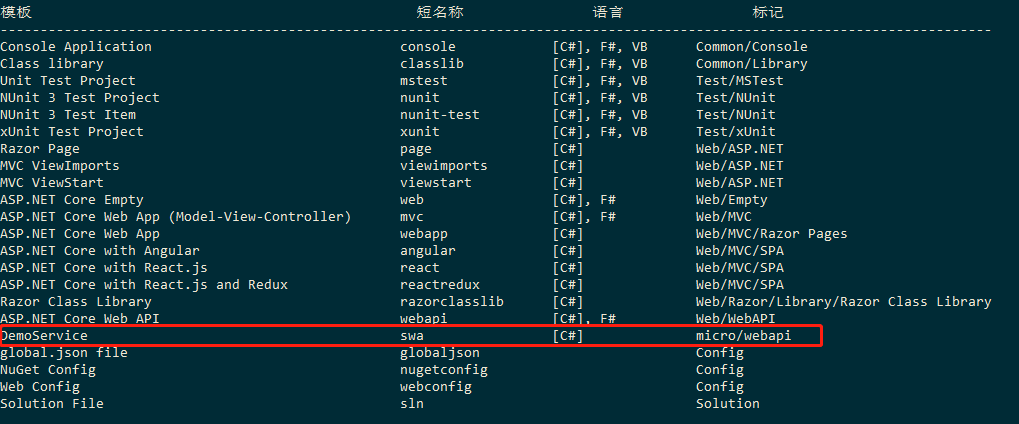 模板 短名称 语言 标记
----------------------------------------------------------------------------------------------------------------------------
Console Application console [C#], F#, VB Common/Console
Class library classlib [C#], F#, VB Common/Library
Unit Test Project mstest [C#], F#, VB Test/MSTest
NUnit 3 Test Project nunit [C#], F#, VB Test/NUnit
NUnit 3 Test Item nunit-test [C#], F#, VB Test/NUnit
xUnit Test Project xunit [C#], F#, VB Test/xUnit
Razor Page page [C#] Web/ASP.NET
MVC ViewImports viewimports [C#] Web/ASP.NET
MVC ViewStart viewstart [C#] Web/ASP.NET
ASP.NET Core Empty web [C#], F# Web/Empty
ASP.NET Core Web App (Model-View-Controller) mvc [C#], F# Web/MVC
ASP.NET Core Web App webapp [C#] Web/MVC/Razor Pages
ASP.NET Core with Angular angular [C#] Web/MVC/SPA
ASP.NET Core with React.js react [C#] Web/MVC/SPA
ASP.NET Core with React.js and Redux reactredux [C#] Web/MVC/SPA
Razor Class Library razorclasslib [C#] Web/Razor/Library/Razor Class Library
ASP.NET Core Web API webapi [C#], F# Web/WebAPI
DemoService swa [C#] micro/webapi
global.json file globaljson Config
NuGet Config nugetconfig Config
Web Config webconfig Config
Solution File sln Solution